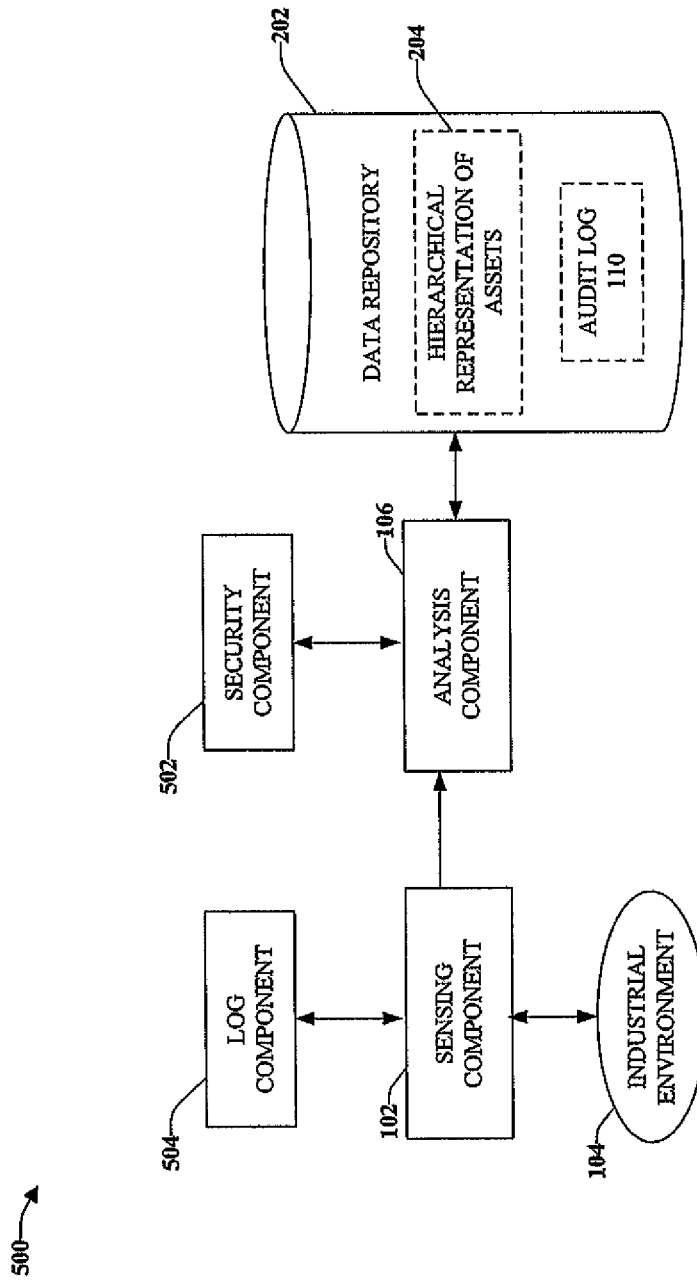 500
504
LOG
COMPONENT
502
SECURITY
COMPONENT
202
DATA REPOSITORY
204
HIERARCHICAL
REPRESENTATION OF
ASSETS
AUDIT LOG
110
102
SENSING
COMPONENT
106
ANALYSIS
COMPONENT
104
INDUSTRIAL
ENVIRONMENT